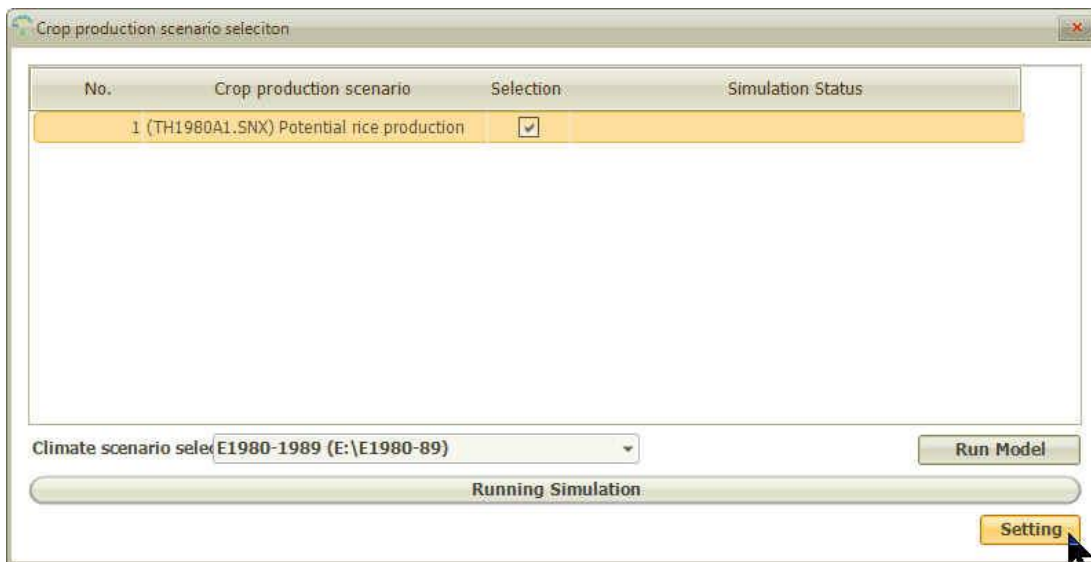 Crop production scenario seleciton
No. Crop production scenario Selection Simulation Status
1 (TH1980A1.SNX) Potential rice production
Climate scenario selec E1980-1989 (E:\E1980-89)
Run Model
Running Simulation
Setting